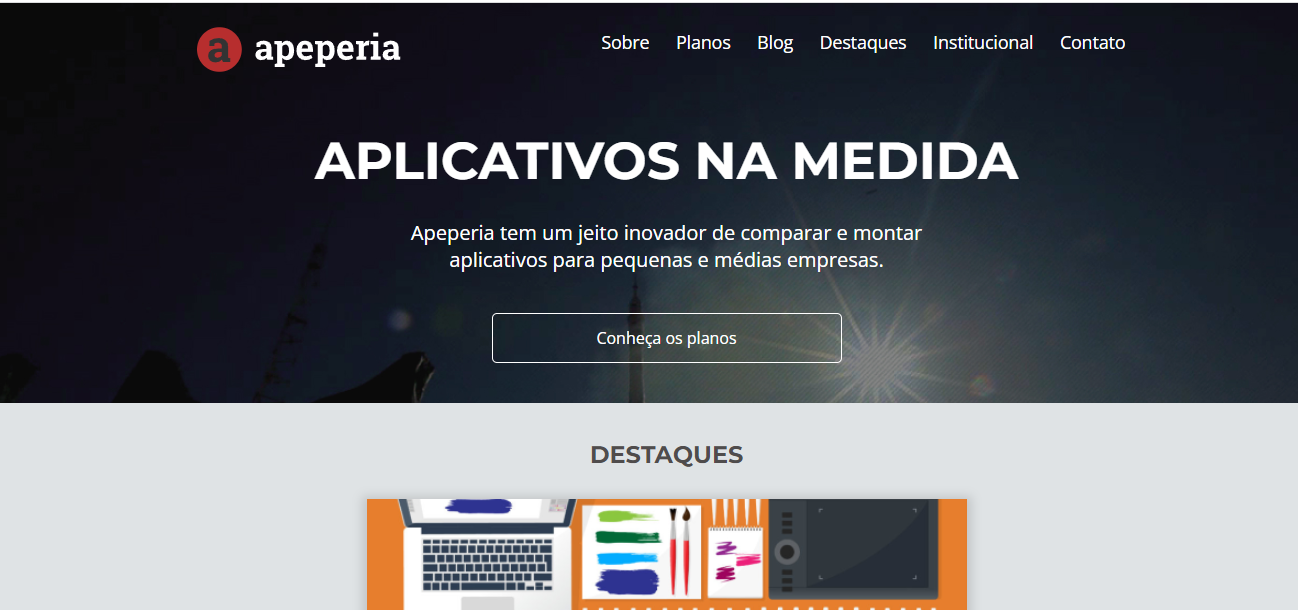 a apeperia
Sobre Planos Blog Destaques Institucional Contato
APLICATIVOS NA MEDIDA
Apeperia tem um jeito inovador de comparar e montar
aplicativos para pequenas e médias empresas.
Conheça os planos
DESTAQUES